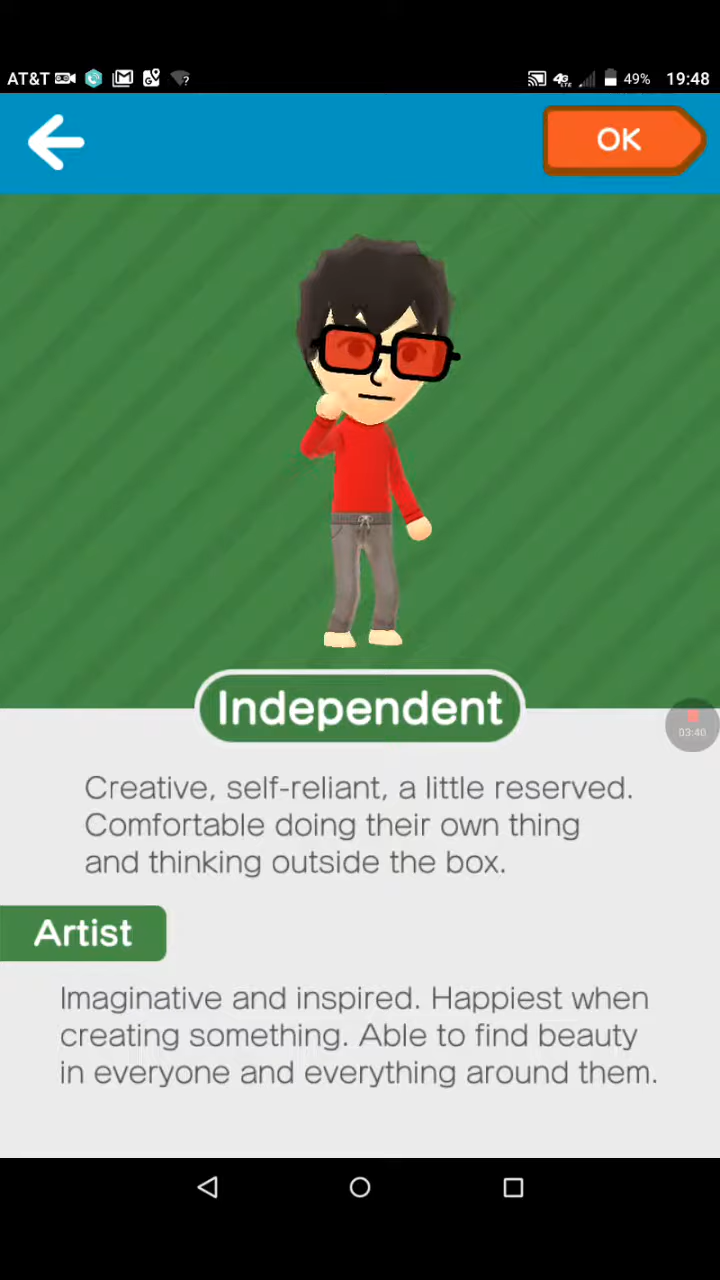 AT&T 49% 19:48
OK
Independent
03:40
Creative, self-reliant, a little reserved.
Comfortable doing their own thing
and thinking outside the box.
Artist
Imaginative and inspired. Happiest when
creating something. Able to find beauty
in everyone and everything around them.